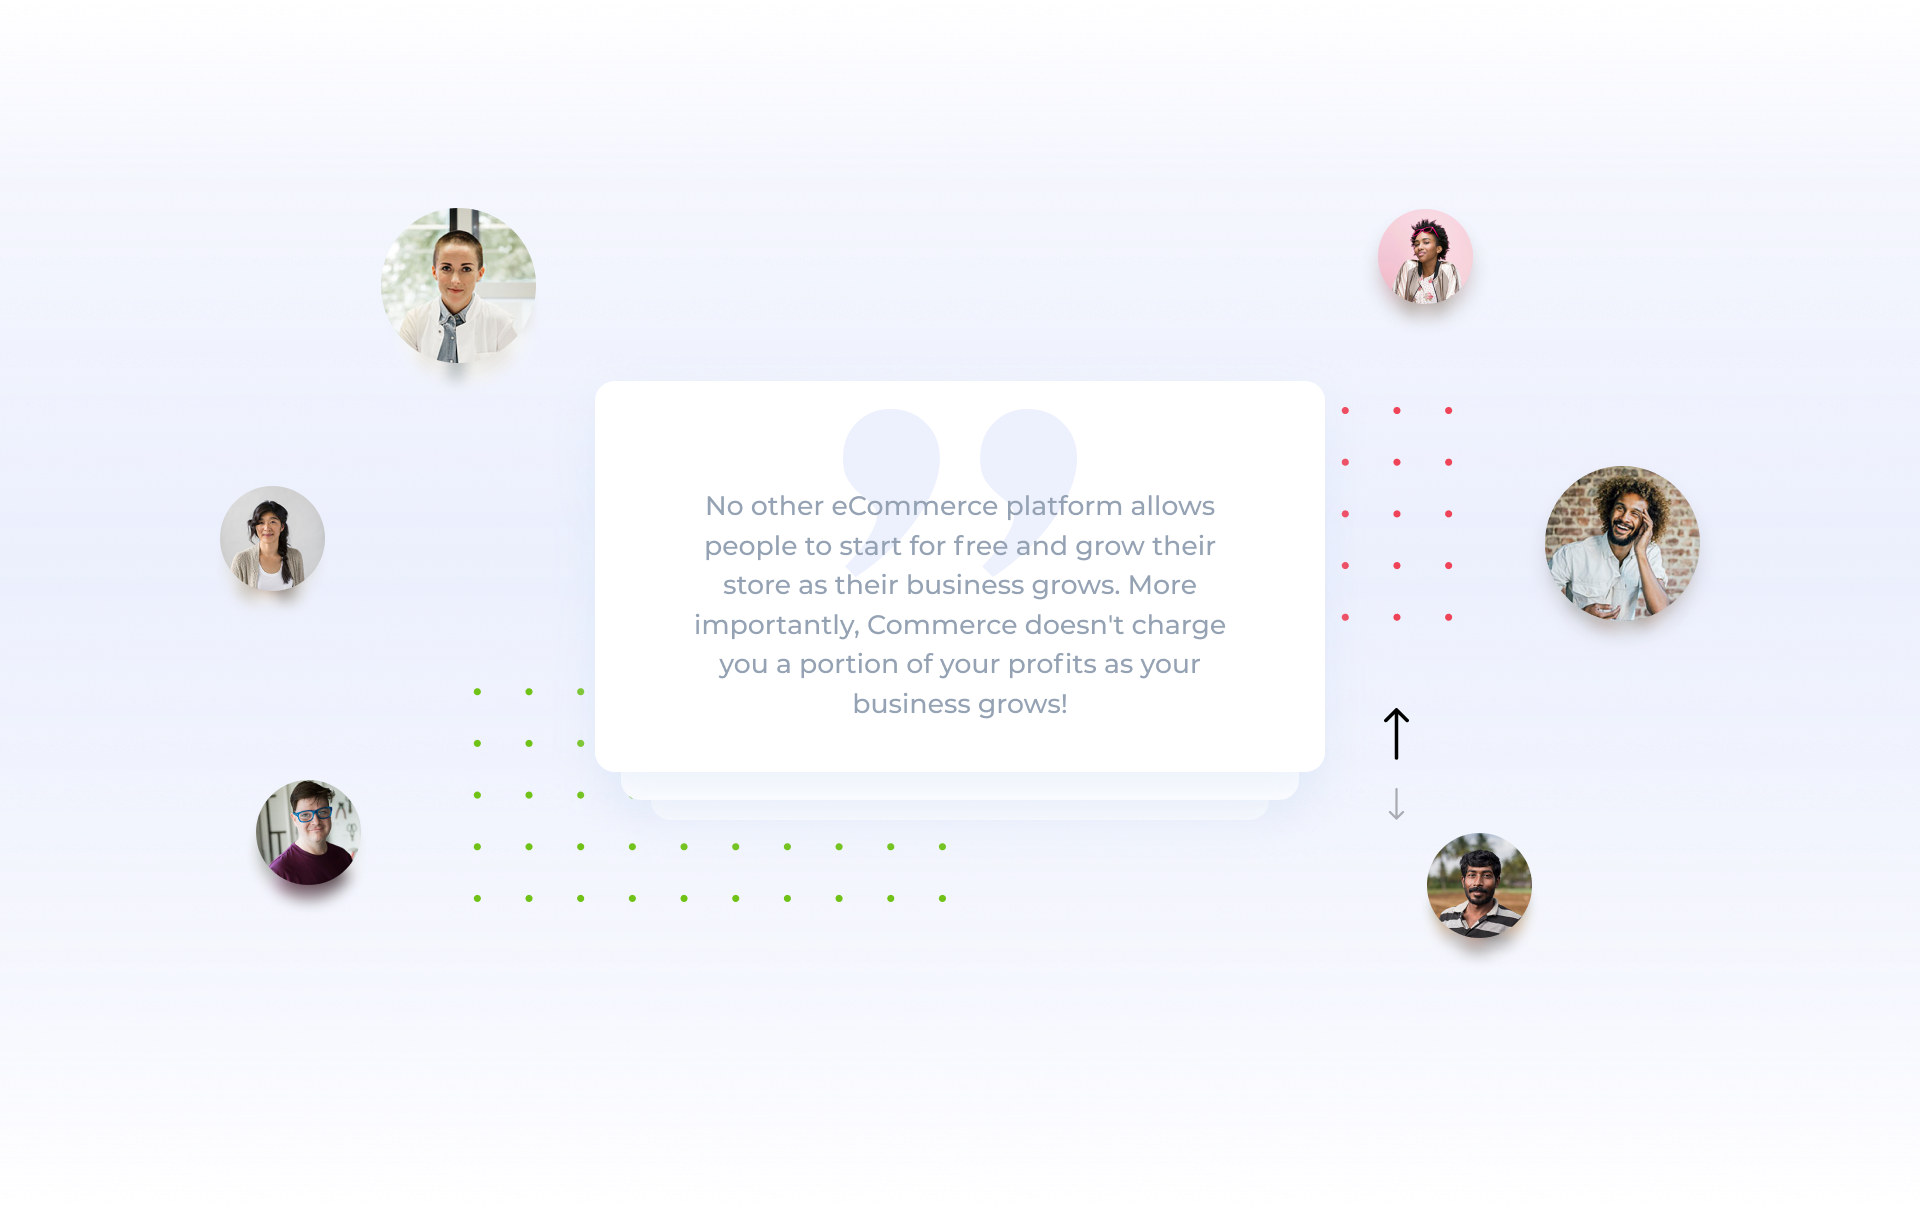 No other eCommerce platform allows
people to start for free and grow their
store as their business grows. More
importantly, Commerce doesn't charge
you a portion of your profits as your
business grows!